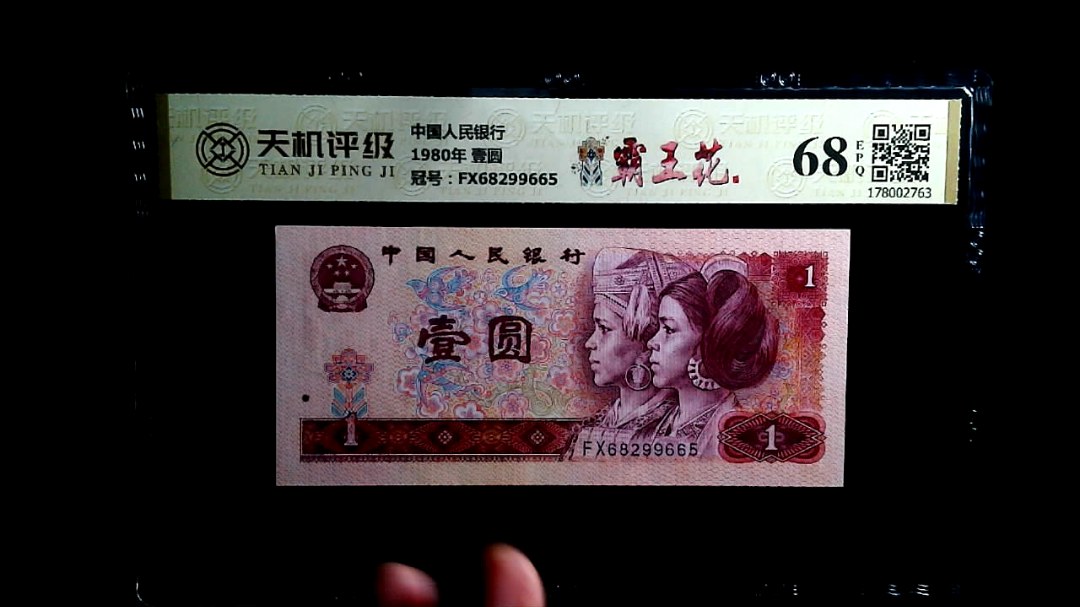 天机评级
TIAN JI PING JI
中国人民银行
1980年 壹圆
冠号：FX68299665
霸王花
68
EPQ
178002763
中国人民银行
1
壹圆
1
FX68299665
1